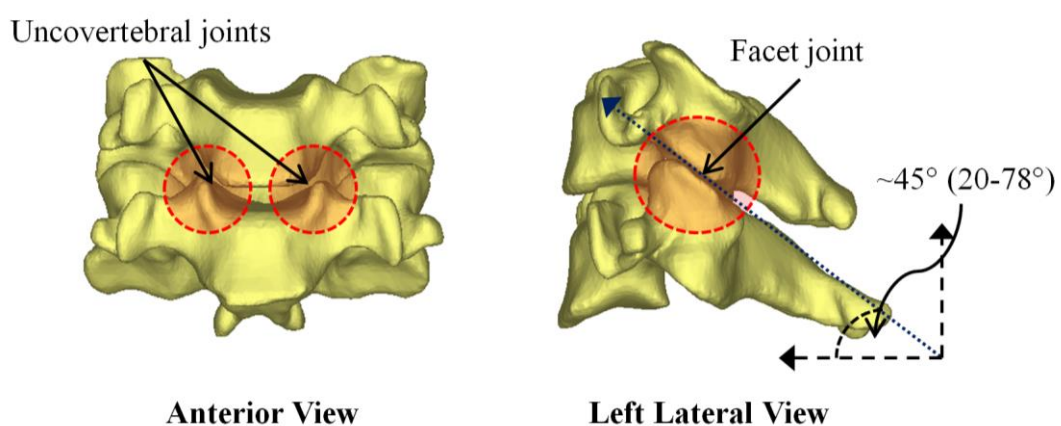 Uncovertebral joints
Facet joint
~45° (20-78°)
Anterior View
Left Lateral View